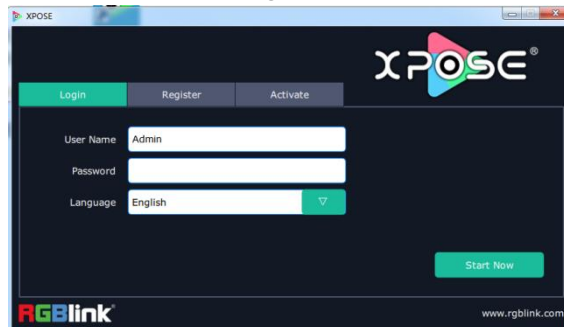 XPOSE
XPOSE®
Login Register Activate
User Name Admin
Password
Language English
Start Now
RGBlink®
www.rgblink.com